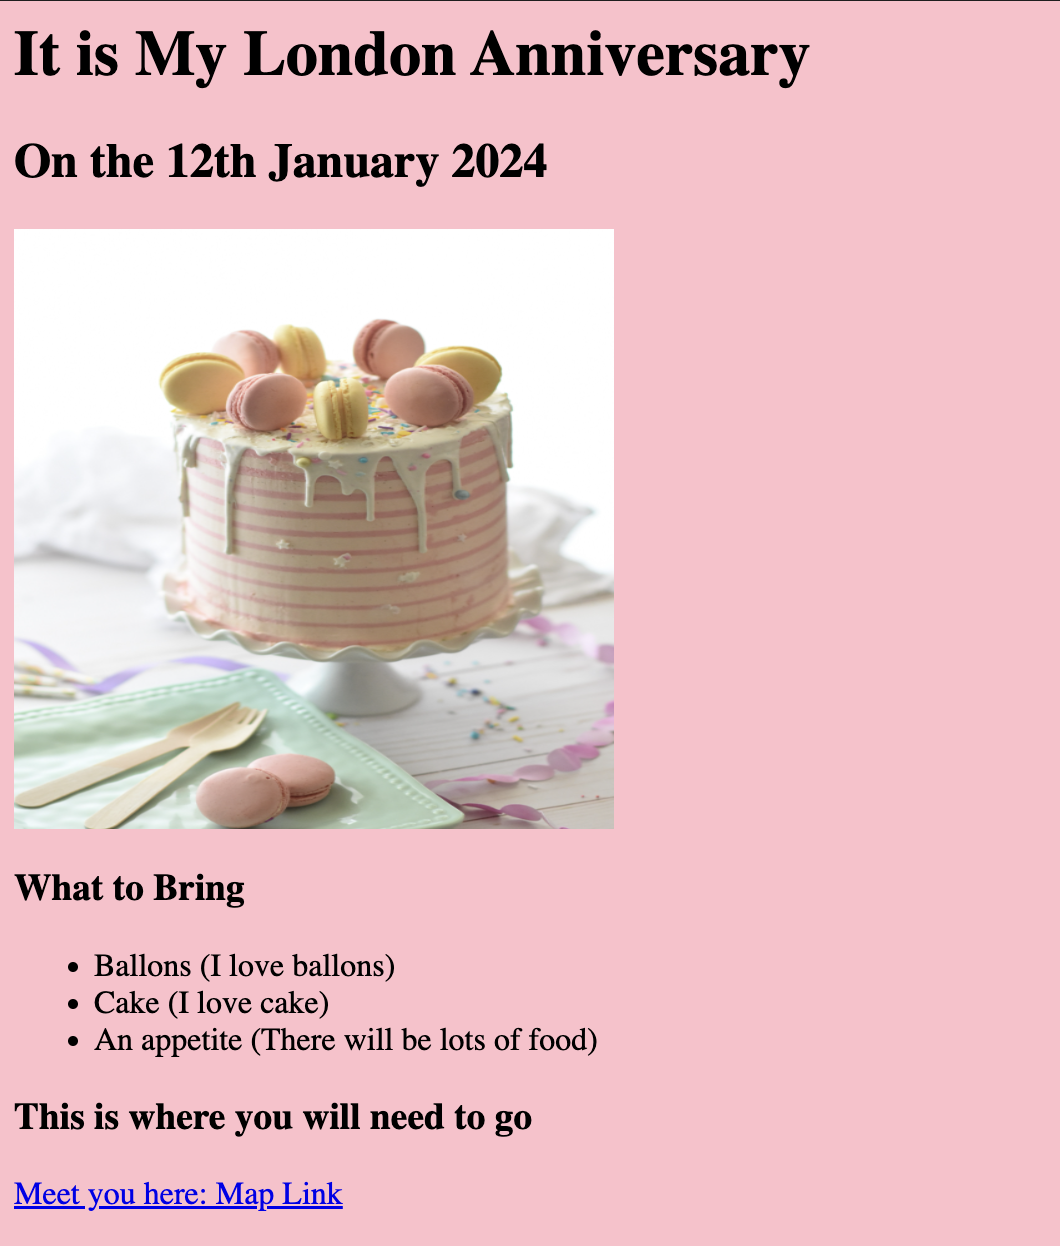 It is My London Anniversary
On the 12th January 2024
What to Bring
Ballons (I love ballons)
Cake (I love cake)
An appetite (There will be lots of food)
This is where you will need to go
Meet you here: Map Link